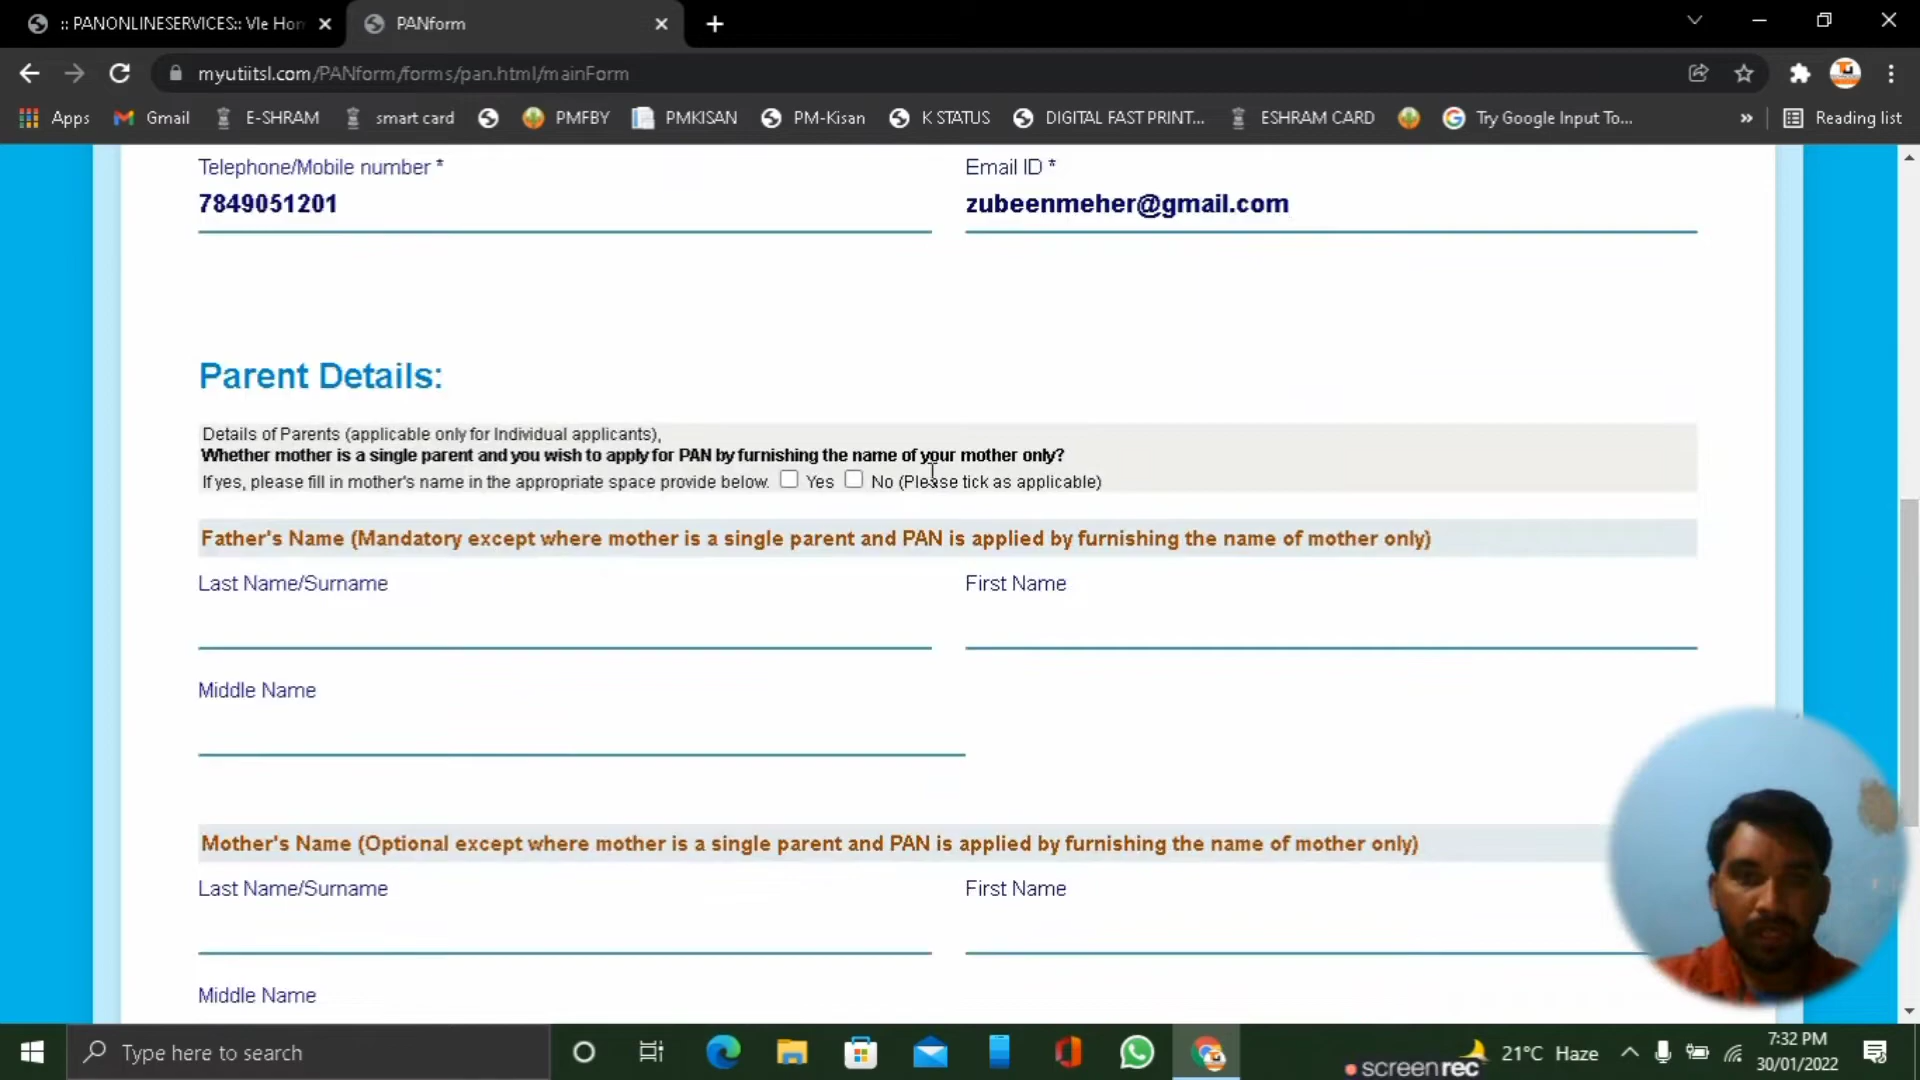 :: PANONLINESERVICES:: Vle Hom
PANform
myutiitsl.com/PANform/forms/pan.html/mainForm
Apps
Gmail
E-SHRAM
smart card
PMFBY
PMKISAN
PM-Kisan
K STATUS
DIGITAL FAST PRINT...
ESHRAM CARD
Try Google Input To...
»
Reading list
Telephone/Mobile number *
Email ID *
7849051201
zubeenmeher@gmail.com
Parent Details:
Details of Parents (applicable only for Individual applicants),
Whether mother is a single parent and you wish to apply for PAN by furnishing the name of your mother only?
If yes, please fill in mother's name in the appropriate space provide below. Yes No (Please tick as applicable)
Father's Name (Mandatory except where mother is a single parent and PAN is applied by furnishing the name of mother only)
Last Name/Surname
First Name
Middle Name
Mother's Name (Optional except where mother is a single parent and PAN is applied by furnishing the name of mother only)
Last Name/Surname
First Name
Middle Name
Type here to search
screenrec
21°C Haze
7:32 PM
30/01/2022